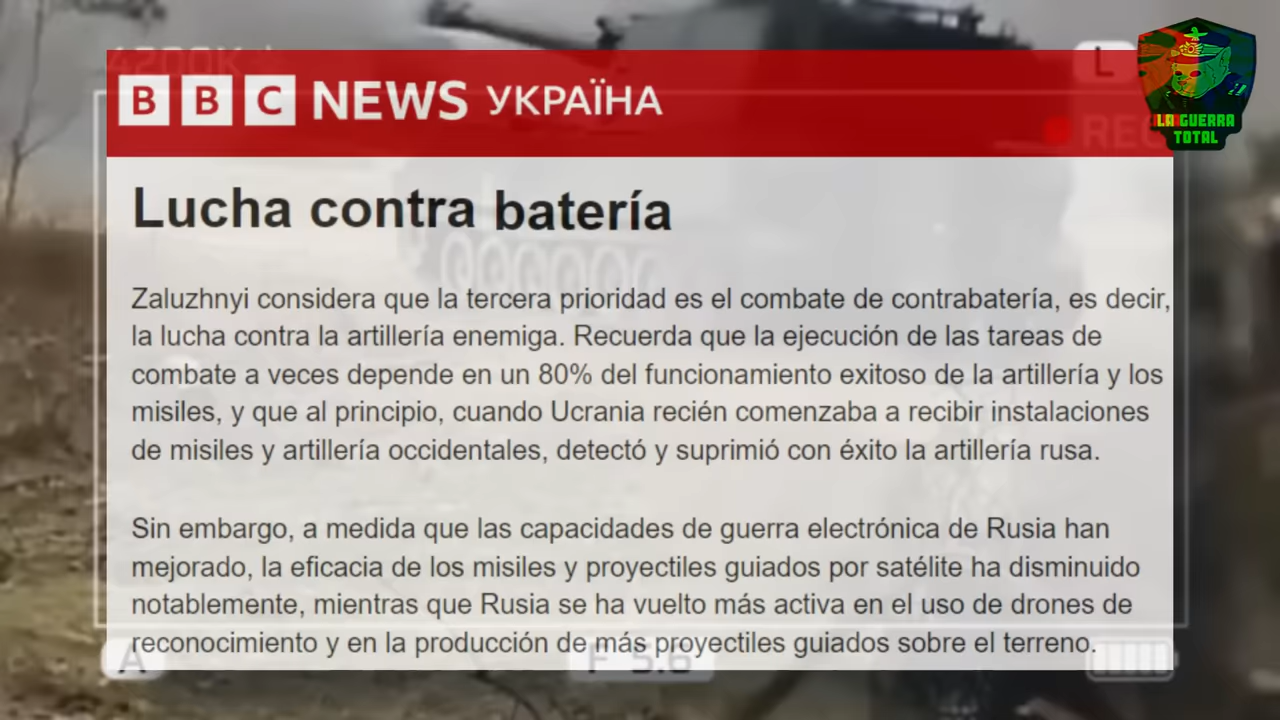 4200K
L
BBC NEWS УКРАЇНА
REC
LA GUERRA
TOTAL
Lucha contra batería
Zaluzhnyi considera que la tercera prioridad es el combate de contrabatería, es decir,
la lucha contra la artillería enemiga. Recuerda que la ejecución de las tareas de
combate a veces depende en un 80% del funcionamiento exitoso de la artillería y los
misiles, y que al principio, cuando Ucrania recién comenzaba a recibir instalaciones
de misiles y artillería occidentales, detectó y suprimió con éxito la artillería rusa.
Sin embargo, a medida que las capacidades de guerra electrónica de Rusia han
mejorado, la eficacia de los misiles y proyectiles guiados por satélite ha disminuido
notablemente, mientras que Rusia se ha vuelto más activa en el uso de drones de
reconocimiento y en la producción de más proyectiles guiados sobre el terreno.
A
F 5.6